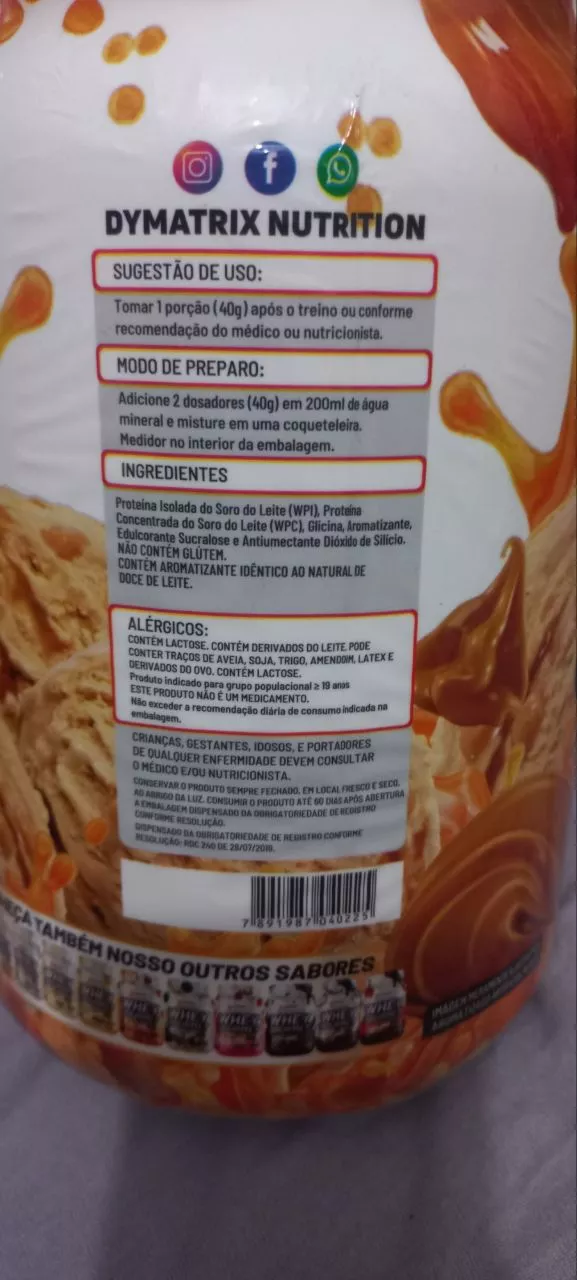 DYMATRIX NUTRITION
SUGESTÃO DE USO:
Tomar 1 porção (40g) após o treino ou conforme
recomendação do médico ou nutricionista.
MODO DE PREPARO:
Adicione 2 dosadores (40g) em 200ml de água
mineral e misture em uma coqueteleira.
Medidor no interior da embalagem.
INGREDIENTES
Proteína Isolada do Soro do Leite (WPI), Proteína
Concentrada do Soro do Leite (WPC), Glicina, Aromatizante,
Edulcorante Sucralose e Antiumectante Dióxido de Silício.
NÃO CONTÉM GLÚTEM.
CONTÉM AROMATIZANTE IDÊNTICO AO NATURAL DE
DOCE DE LEITE.
ALÉRGICOS:
CONTÉM LACTOSE. CONTÉM DERIVADOS DO LEITE. PODE
CONTER TRAÇOS DE AVEIA, SOJA, TRIGO, AMENDOIM, LATEX E
DERIVADOS DO OVO. CONTÉM LACTOSE.
Produto indicado para grupo populacional ≥ 19 anos
ESTE PRODUTO NÃO É UM MEDICAMENTO.
Não exceder a recomendação diária de consumo indicada na
embalagem.
CRIANÇAS, GESTANTES, IDOSOS, E PORTADORES
DE QUALQUER ENFERMIDADE DEVEM CONSULTAR
O MÉDICO E/OU NUTRICIONISTA.
CONSERVAR O PRODUTO SEMPRE FECHADO, EM LOCAL FRESCO E SECO,
AO ABRIGO DA LUZ. CONSUMIR O PRODUTO ATÉ 60 DIAS APÓS ABERTURA
A EMBALAGEM DISPENSADO DA OBRIGATORIEDADE DE REGISTRO
CONFORME RESOLUÇÃO.
DISPENSADO DA OBRIGATORIEDADE DE REGISTRO CONFORME
RESOLUÇÃO: RDC 240 DE 26/07/2018.
7 891987 040225
TAMBÉM NOSSO OUTROS SABORES